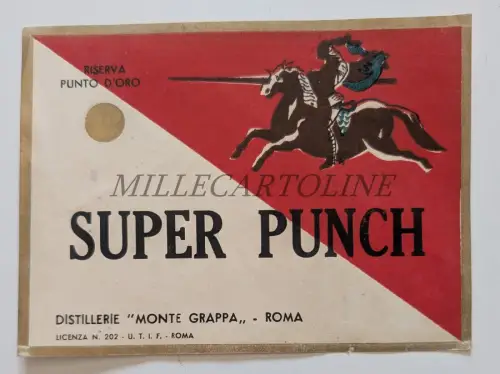 RISERVA
PUNTO D'ORO
MILLECARTOLINE
SUPER PUNCH
DISTILLERIE "MONTE GRAPPA„ - ROMA
LICENZA N. 202 - U. T. I. F. - ROMA